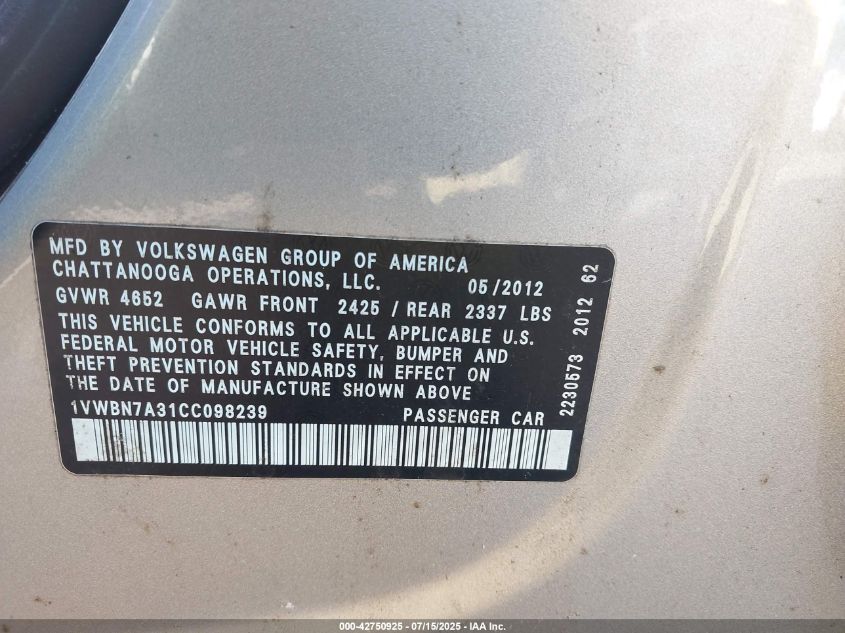 MFD BY VOLKSWAGEN GROUP OF AMERICA
CHATTANOOGA OPERATIONS, LLC. 05/2012
GVWR 4652 GAWR FRONT 2425 / REAR 2337 LBS
THIS VEHICLE CONFORMS TO ALL APPLICABLE U.S.
FEDERAL MOTOR VEHICLE SAFETY, BUMPER AND
THEFT PREVENTION STANDARDS IN EFFECT ON
THE DATE OF MANUFACTURE SHOWN ABOVE
1VWBN7A31CC098239 PASSENGER CAR
2230573 2012 62
000-42750925 - 07/15/2025 - IAA Inc.